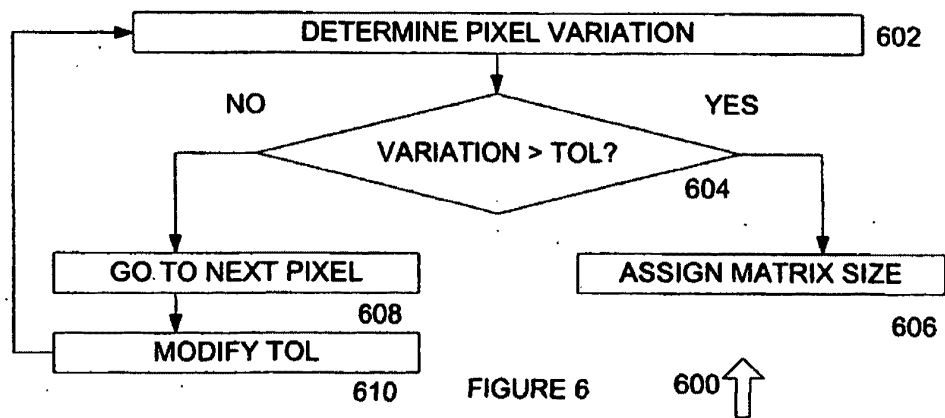 DETERMINE PIXEL VARIATION
602
NO
YES
VARIATION > TOL?
604
GO TO NEXT PIXEL
608
ASSIGN MATRIX SIZE
606
MODIFY TOL
610
FIGURE 6
600